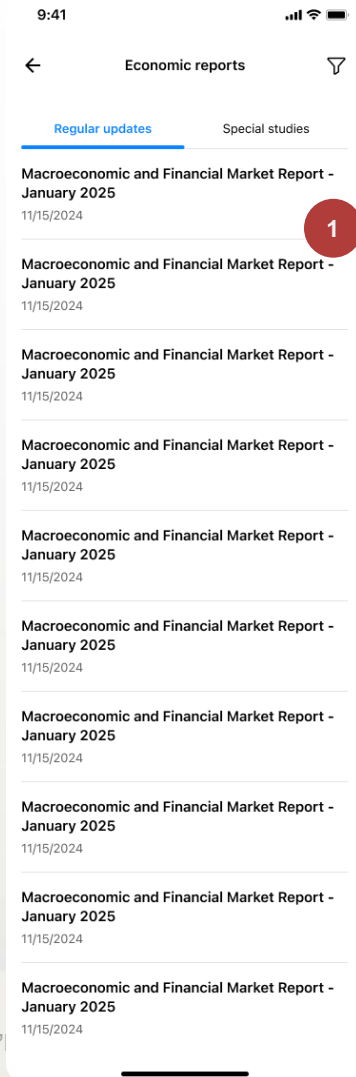 9:41
Economic reports
Regular updates
Special studies
Macroeconomic and Financial Market Report -
January 2025
11/15/2024
1
Macroeconomic and Financial Market Report -
January 2025
11/15/2024
Macroeconomic and Financial Market Report -
January 2025
11/15/2024
Macroeconomic and Financial Market Report -
January 2025
11/15/2024
Macroeconomic and Financial Market Report -
January 2025
11/15/2024
Macroeconomic and Financial Market Report -
January 2025
11/15/2024
Macroeconomic and Financial Market Report -
January 2025
11/15/2024
Macroeconomic and Financial Market Report -
January 2025
11/15/2024
Macroeconomic and Financial Market Report -
January 2025
11/15/2024
Macroeconomic and Financial Market Report -
January 2025
11/15/2024